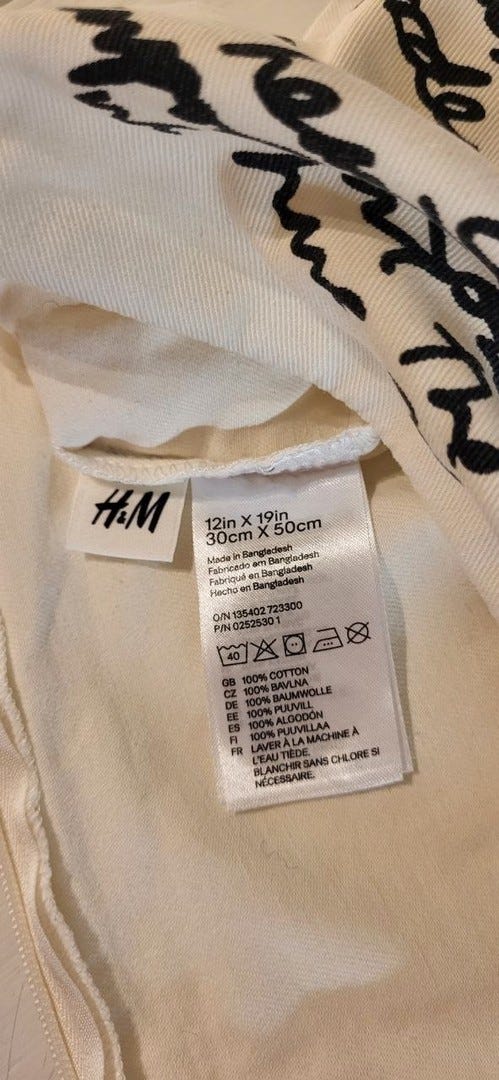 H&M
12in X 19in
30cm X 50cm
Made in Bangladesh
Fabricado em Bangladesh
Fabriqué en Bangladesh
Hecho en Bangladesh
O/N 135402 723300
P/N 0252530 1
40
GB 100% COTTON
CZ 100% BAVLNA
DE 100% BAUMWOLLE
EE 100% PUUVILL
ES 100% ALGODÓN
FI 100% PUUVILLAA
FR LAVER À LA MACHINE À
L'EAU TIÈDE.
BLANCHIR SANS CHLORE SI
NÉCESSAIRE.